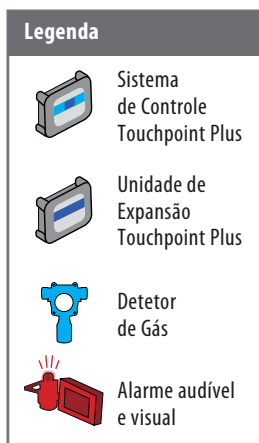 Legenda
Sistema
de Controle
Touchpoint Plus
Unidade de
Expansão
Touchpoint Plus
Detetor
de Gás
Alarme audível
e visual